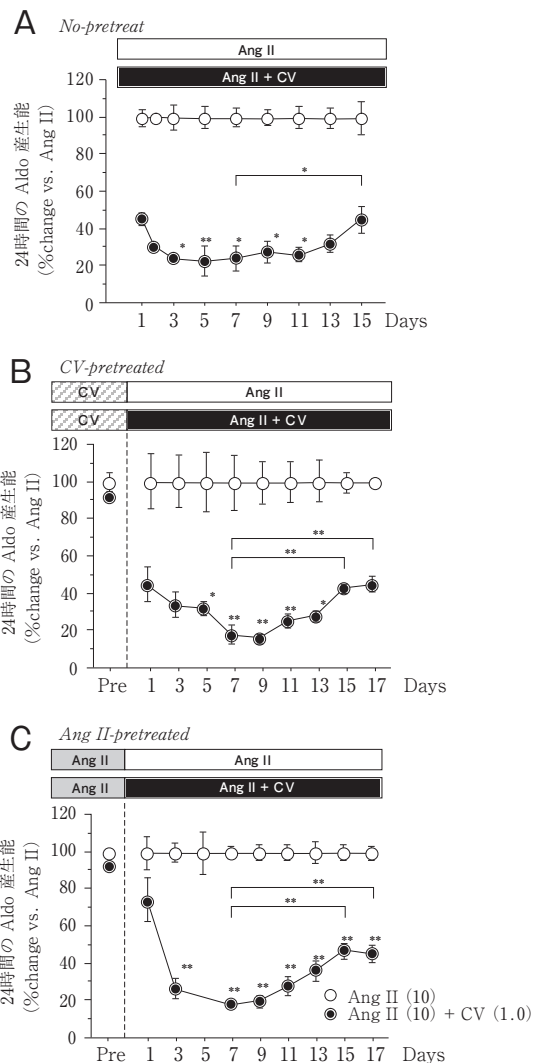 A No-pretreat
Ang II
Ang II + CV
24時間の Aldo 産生能
(%change vs. Ang II)
120
100
80
60
40
20
0
*
* ** * * *
1 3 5 7 9 11 13 15 Days
B CV-pretreated
CV Ang II
CV Ang II + CV
24時間の Aldo 産生能
(%change vs. Ang II)
120
100
80
60
40
20
0
**
**
* ** ** ** *
Pre 1 3 5 7 9 11 13 15 17 Days
C Ang II-pretreated
Ang II Ang II
Ang II Ang II + CV
24時間の Aldo 産生能
(%change vs. Ang II)
120
100
80
60
40
20
0
**
**
** ** ** ** ** ** **
Ang II (10)
Ang II (10) + CV (1.0)
Pre 1 3 5 7 9 11 13 15 17 Days